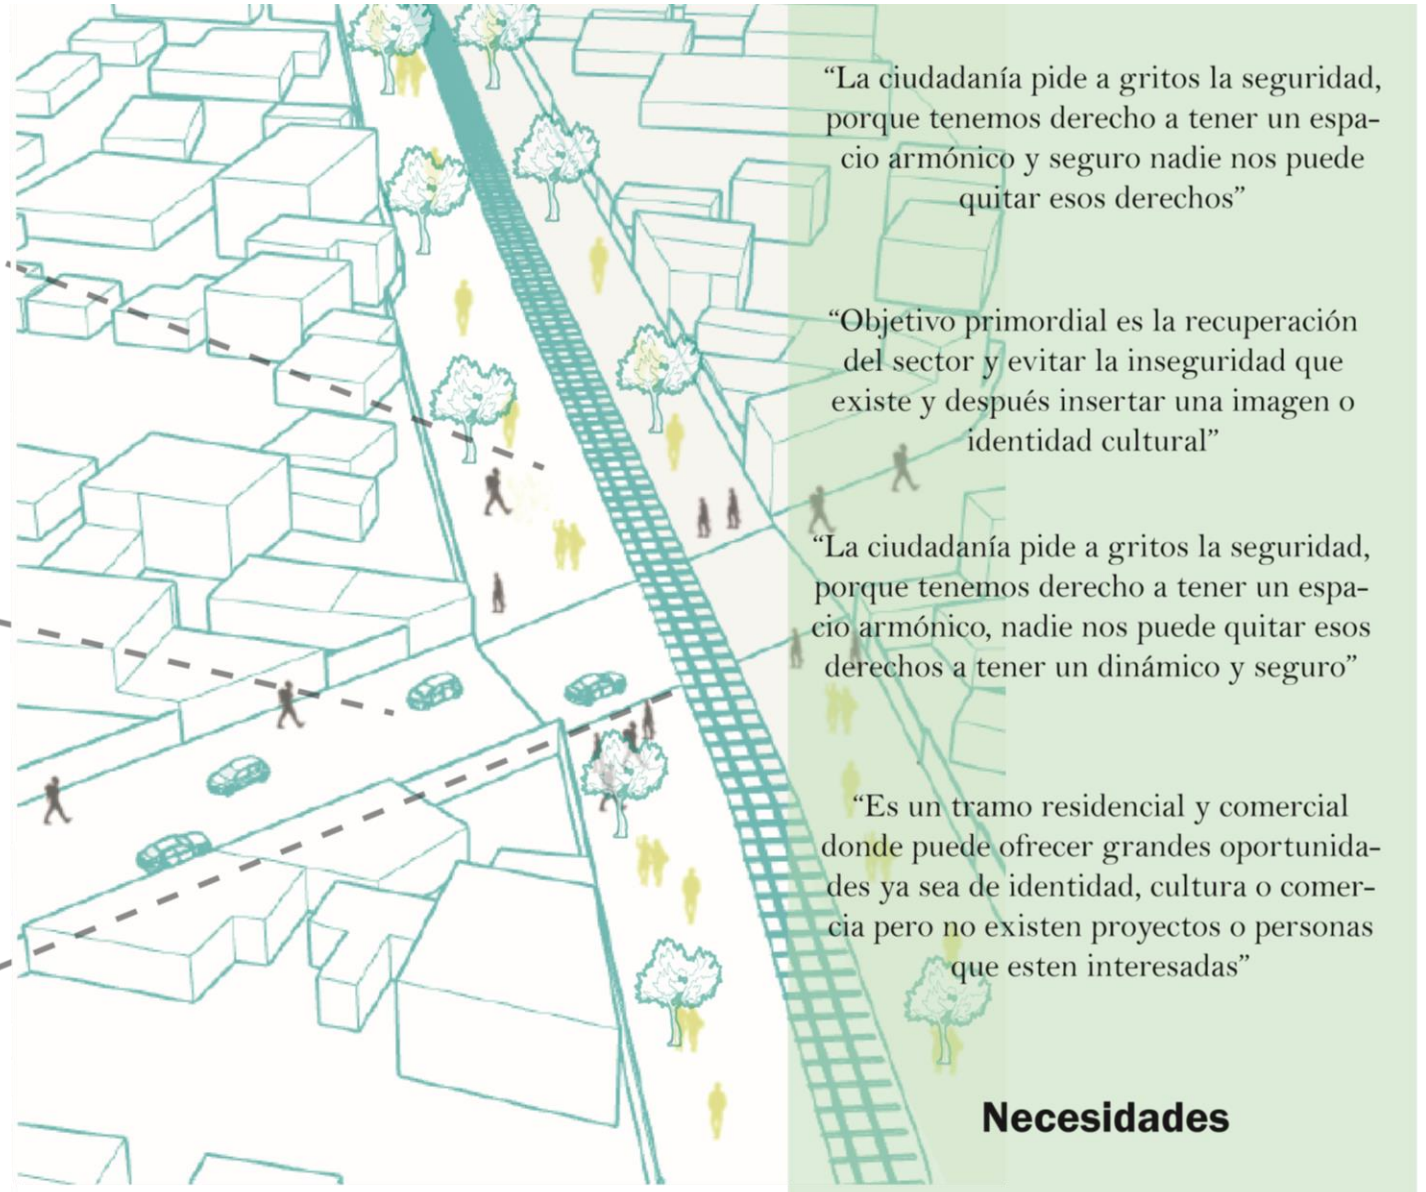 “La ciudadanía pide a gritos la seguridad,
porque tenemos derecho a tener un espa-
cio armónico y seguro nadie nos puede
quitar esos derechos”
“Objetivo primordial es la recuperación
del sector y evitar la inseguridad que
existe y después insertar una imagen o
identidad cultural”
“La ciudadanía pide a gritos la seguridad,
porque tenemos derecho a tener un espa-
cio armónico, nadie nos puede quitar esos
derechos a tener un dinámico y seguro”
“Es un tramo residencial y comercial
donde puede ofrecer grandes oportunida-
des ya sea de identidad, cultura o comer-
cia pero no existen proyectos o personas
que esten interesadas”
Necesidades